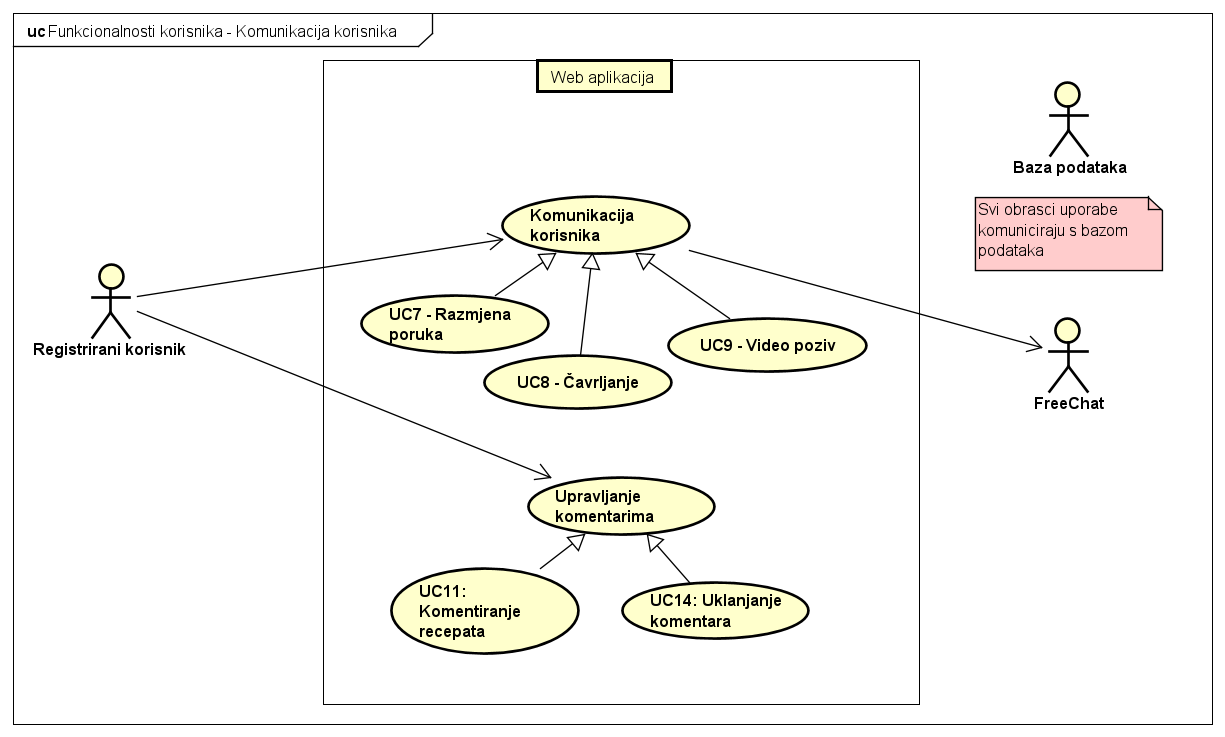 uc Funkcionalnosti korisnika - Komunikacija korisnika
Web aplikacija
Baza podataka
Svi obrasci uporabe
komuniciraju s bazom
podataka
Komunikacija
korisnika
Registrirani korisnik
UC7 - Razmjena
poruka
UC9 - Video poziv
UC8 - Čavrljanje
FreeChat
Upravljanje
komentarima
UC11:
Komentiranje
recepata
UC14: Uklanjanje
komentara